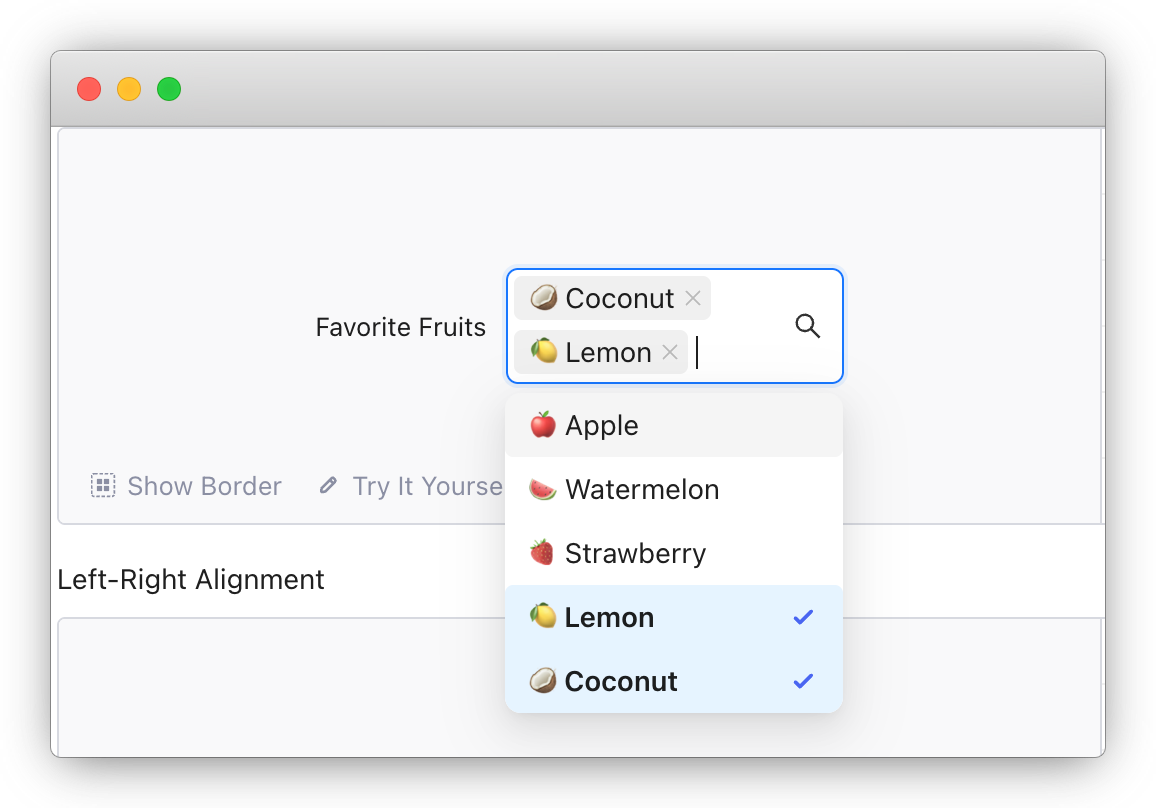 Favorite Fruits
🥥 Coconut
🍋 Lemon
🍎 Apple
🍉 Watermelon
🍓 Strawberry
🍋 Lemon
🥥 Coconut
Show Border
Try It Yourse
Left-Right Alignment